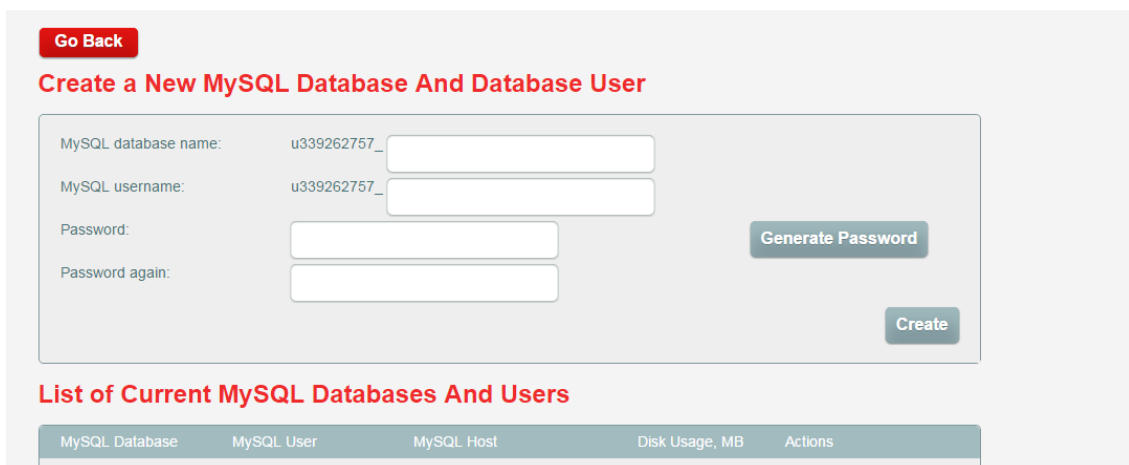 Go Back
Create a New MySQL Database And Database User
MySQL database name: u339262757_
MySQL username: u339262757_
Password:
Generate Password
Password again:
Create
List of Current MySQL Databases And Users
MySQL Database MySQL User MySQL Host Disk Usage, MB Actions